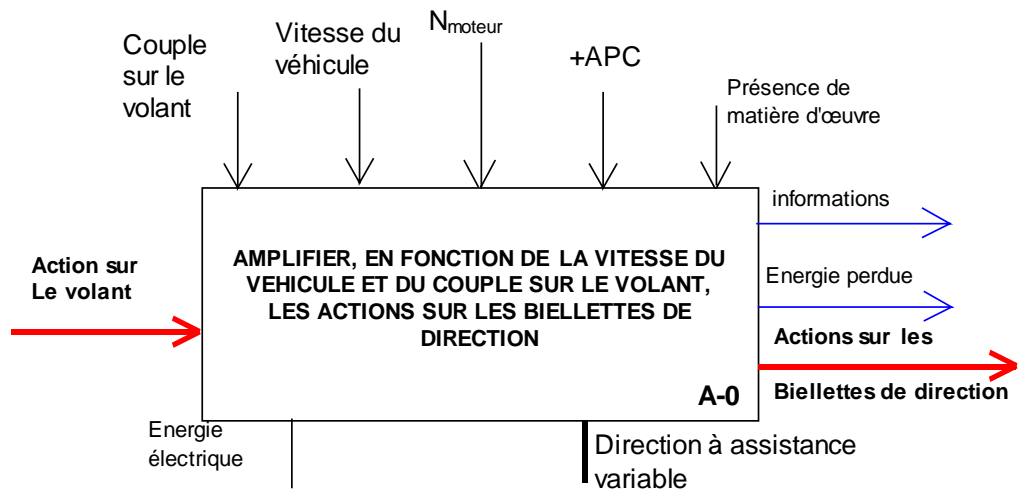 Couple
sur le
volant
Vitesse du
véhicule
Nmoteur
+APC
Présence de
matière d'œuvre
informations
AMPLIFIER, EN FONCTION DE LA VITESSE DU
VEHICULE ET DU COUPLE SUR LE VOLANT,
LES ACTIONS SUR LES BIELLETTES DE
DIRECTION
Action sur
Le volant
Energie perdue
Actions sur les
Biellettes de direction
A-0
Energie
électrique
Direction à assistance
variable